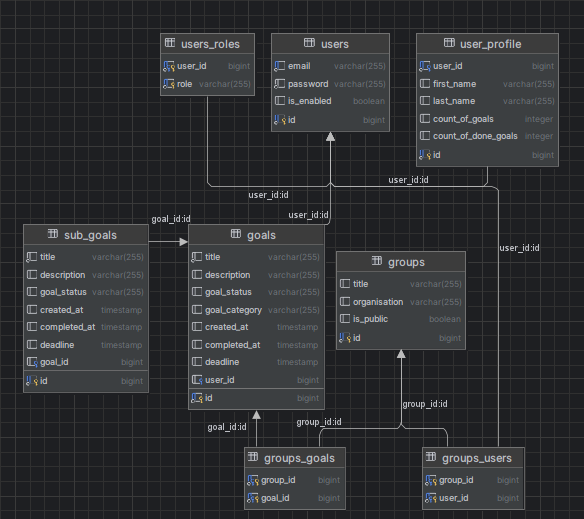 users_roles
user_id bigint
role varchar(255)
users
email varchar(255)
password varchar(255)
is_enabled boolean
id bigint
user_profile
user_id bigint
first_name varchar(255)
last_name varchar(255)
count_of_goals integer
count_of_done_goals integer
id bigint
user_id:id
user_id:id
user_id:id
user_id:id
goal_id:id
sub_goals
title varchar(255)
description varchar(255)
goal_status varchar(255)
created_at timestamp
completed_at timestamp
deadline timestamp
goal_id bigint
id bigint
goals
title varchar(255)
description varchar(255)
goal_status varchar(255)
goal_category varchar(255)
created_at timestamp
completed_at timestamp
deadline timestamp
user_id bigint
id bigint
groups
title varchar(255)
organisation varchar(255)
is_public boolean
id bigint
goal_id:id
group_id:id
group_id:id
groups_goals
group_id bigint
goal_id bigint
groups_users
group_id bigint
user_id bigint